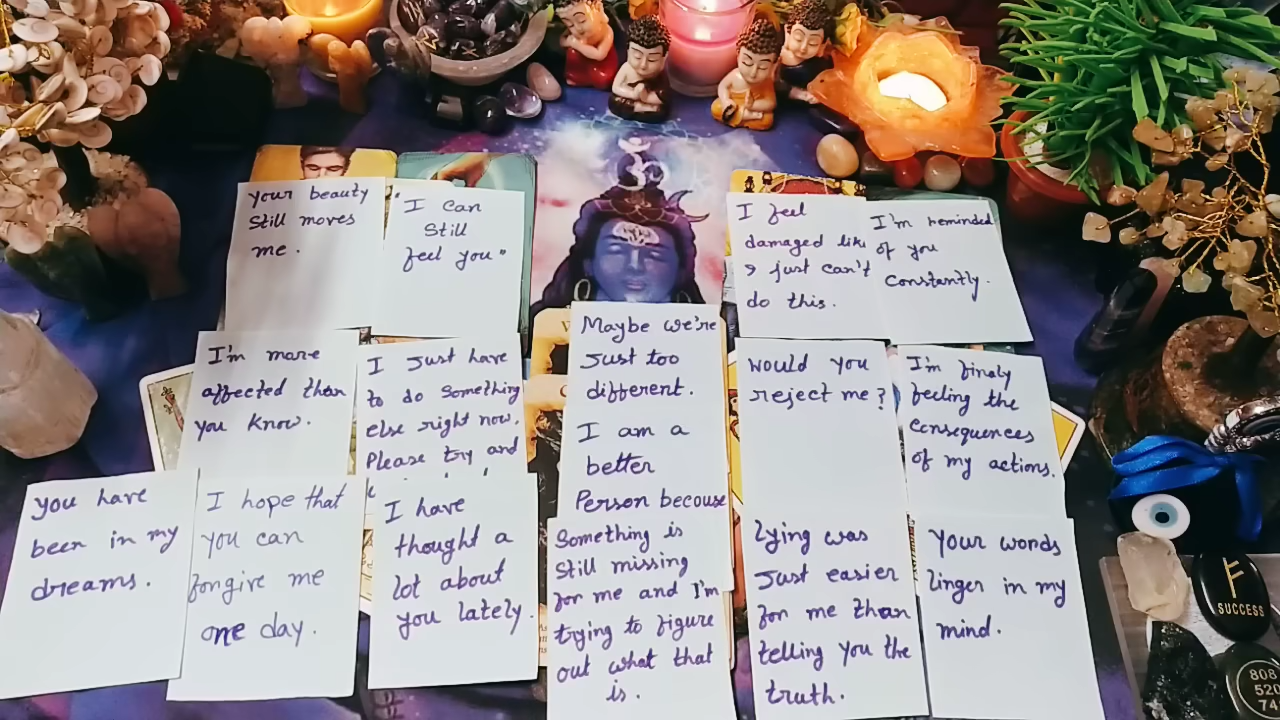 your beauty
still moves
me.
"I can
still
feel you"
I feel
damaged like
I just can't
do this.
I'm reminded
of you
constantly.
I'm more
affected than
you know.
I just have
to do something
else right now.
Please try and
Maybe we're
just too
different.
I am a
better
Person becouse
would you
reject me?
I'm finaly
feeling the
consequences
of my actions.
you have
been in my
dreams.
I hope that
you can
forgive me
one day.
I have
thought a
lot about
you lately.
Something is
still missing
for me and I'm
trying to figure
out what that
is.
lying was
just easier
for me than
telling you the
truth.
Your words
linger in my
mind.
SUCCESS
808
520
74